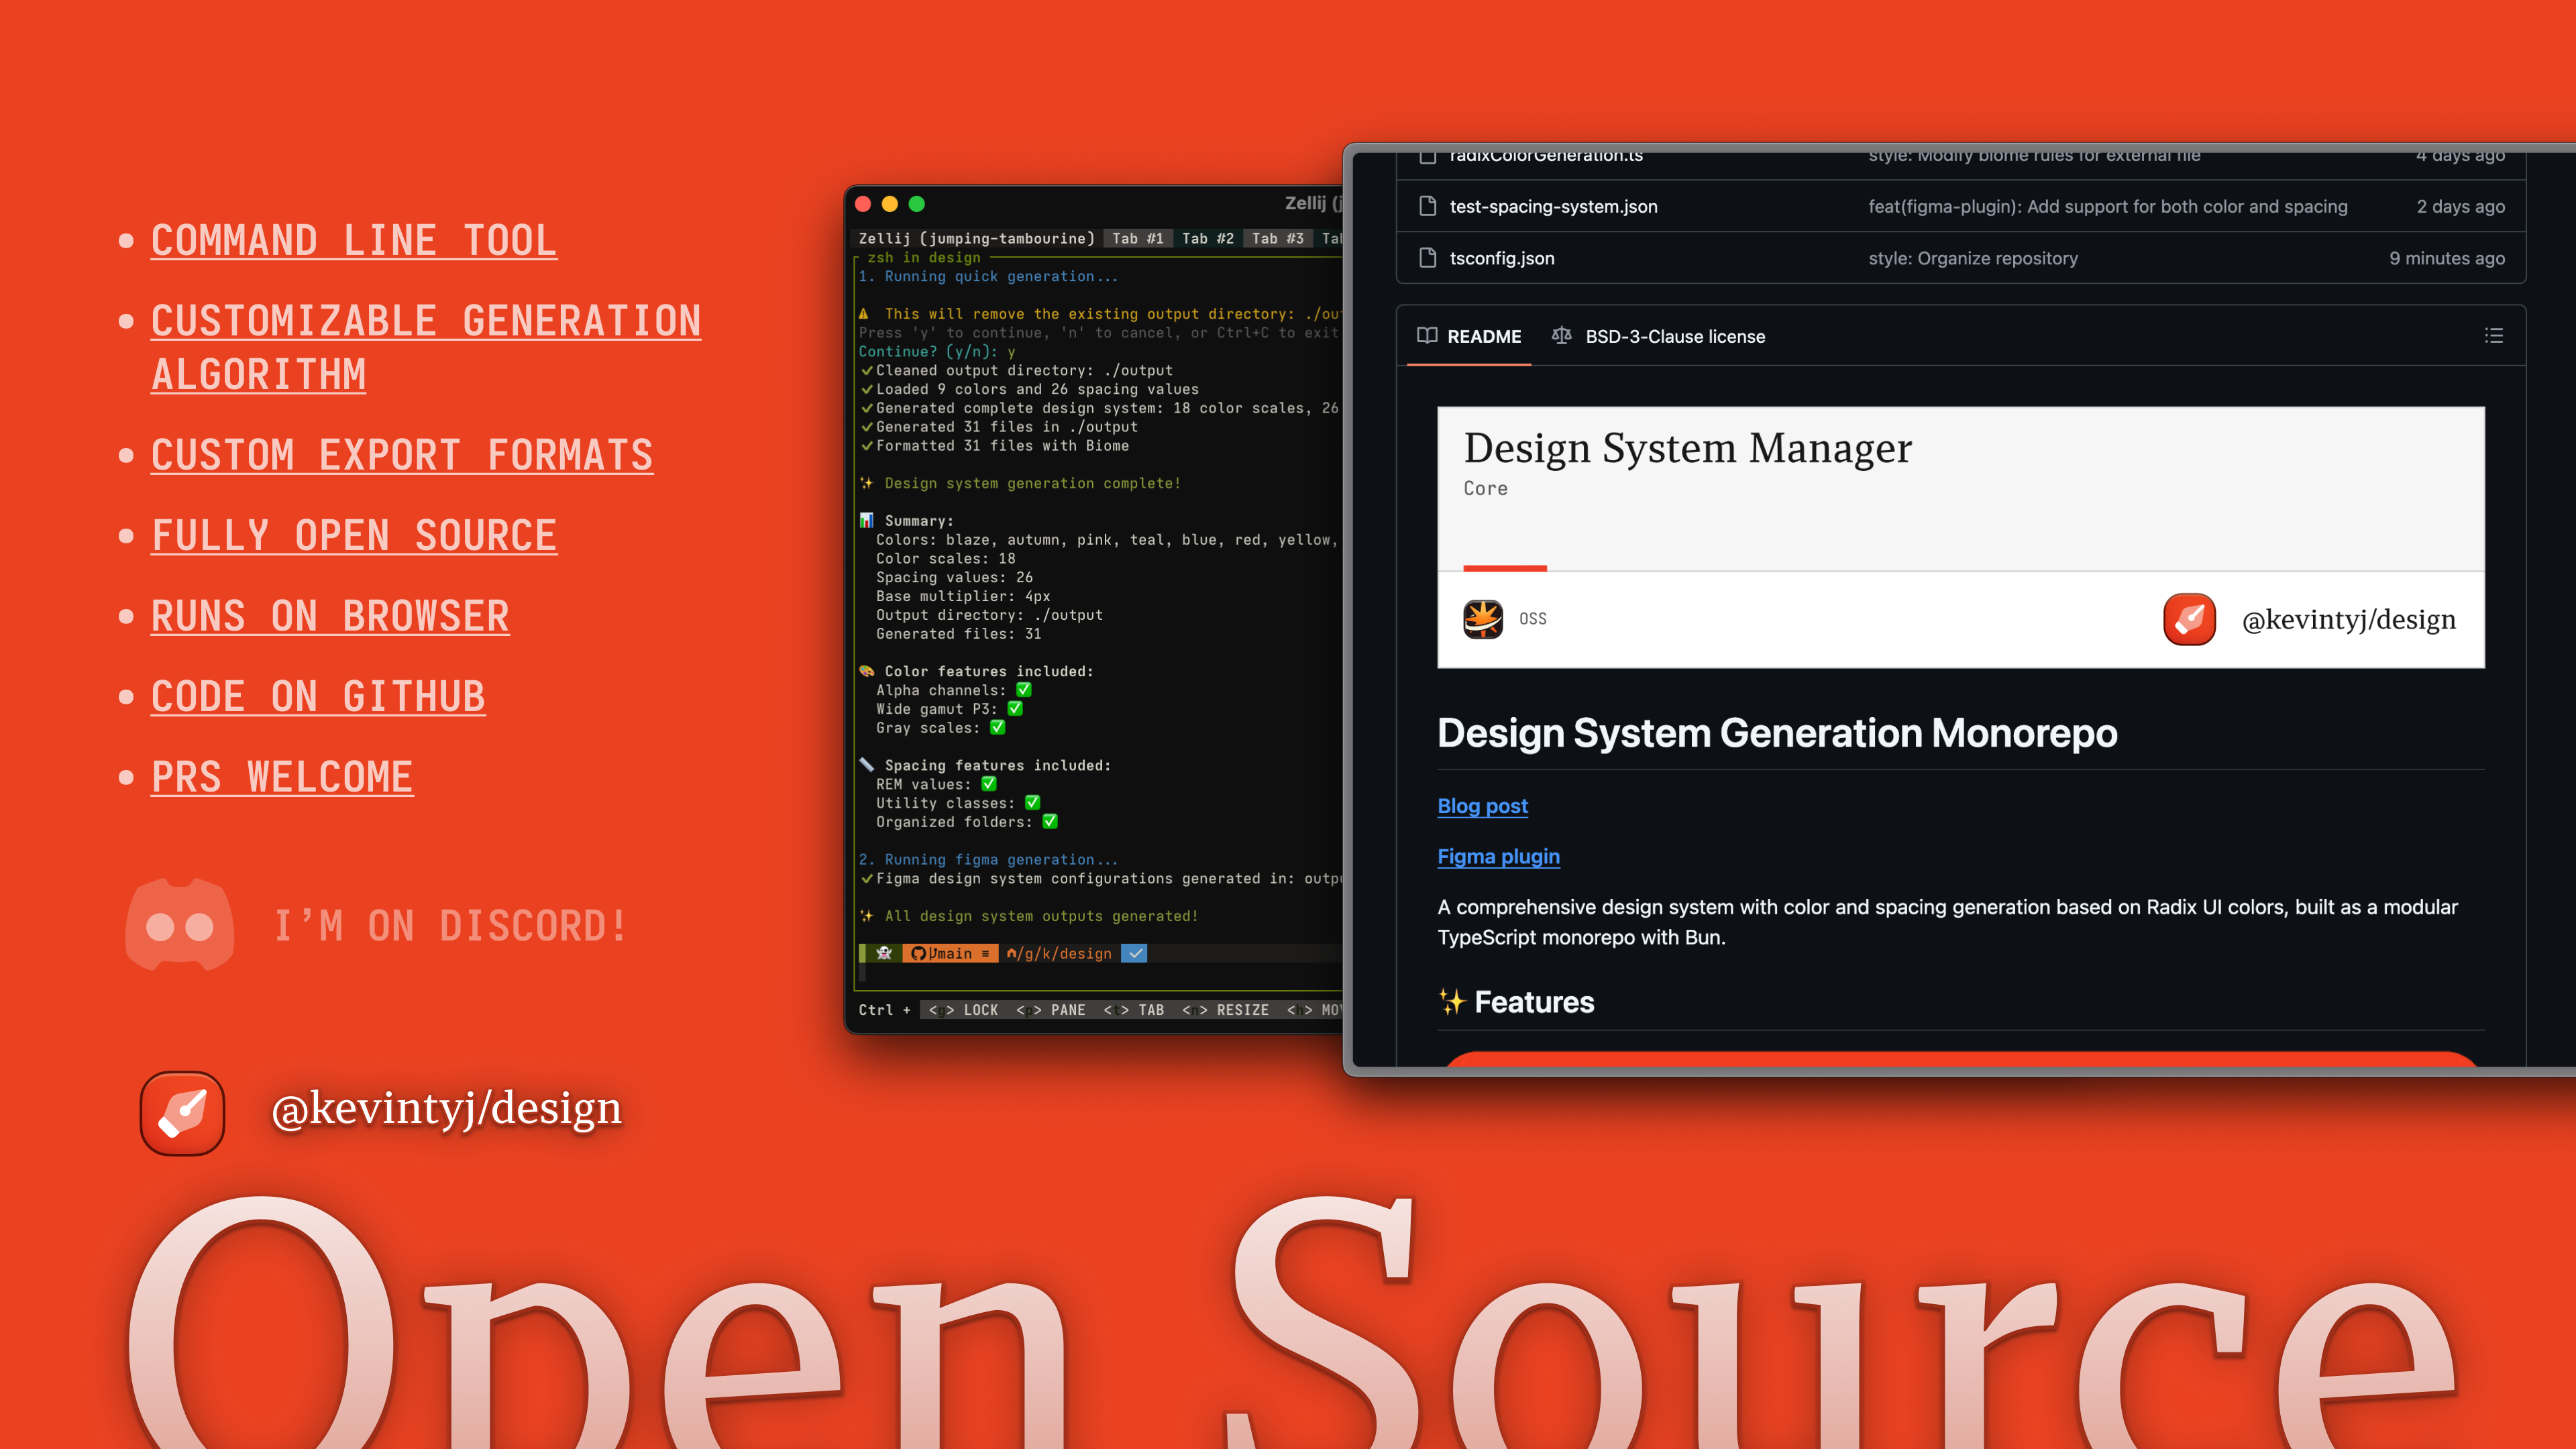 COMMAND LINE TOOL
CUSTOMIZABLE GENERATION
ALGORITHM
CUSTOM EXPORT FORMATS
FULLY OPEN SOURCE
RUNS ON BROWSER
CODE ON GITHUB
PRS WELCOME
I’M ON DISCORD!
@kevintyj/design
Zellij (j
Zellij (jumping-tambourine) Tab #1 Tab #2 Tab #3 Tab
zsh in design
1. Running quick generation...
⚠ This will remove the existing output directory: ./out
Press 'y' to continue, 'n' to cancel, or Ctrl+C to exit
Continue? (y/n): y
✓Cleaned output directory: ./output
✓Loaded 9 colors and 26 spacing values
✓Generated complete design system: 18 color scales, 26
✓Generated 31 files in ./output
✓Formatted 31 files with Biome
✨ Design system generation complete!
📊 Summary:
Colors: blaze, autumn, pink, teal, blue, red, yellow,
Color scales: 18
Spacing values: 26
Base multiplier: 4px
Output directory: ./output
Generated files: 31
🎨 Color features included:
Alpha channels: ✅
Wide gamut P3: ✅
Gray scales: ✅
📏 Spacing features included:
REM values: ✅
Utility classes: ✅
Organized folders: ✅
2. Running figma generation...
✓Figma design system configurations generated in: outpu
✨ All design system outputs generated!
main ≡ /g/k/design ✓
Ctrl + <g> LOCK <p> PANE <t> TAB <n> RESIZE <h> MOV
radixColorGeneration.ts style: Modify biome rules for external file 4 days ago
test-spacing-system.json feat(figma-plugin): Add support for both color and spacing 2 days ago
tsconfig.json style: Organize repository 9 minutes ago
README BSD-3-Clause license
Design System Manager
Core
OSS @kevintyj/design
Design System Generation Monorepo
Blog post
Figma plugin
A comprehensive design system with color and spacing generation based on Radix UI colors, built as a modular
TypeScript monorepo with Bun.
✨ Features
Open Source